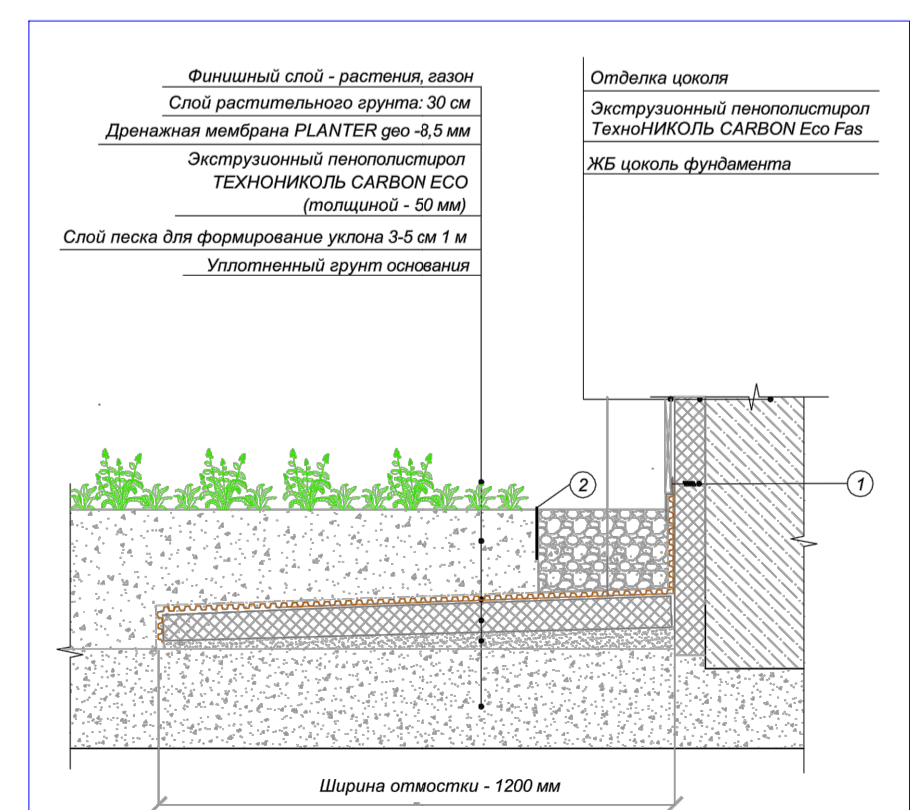 Финишный слой - растения, газон
Слой растительного грунта: 30 см
Дренажная мембрана PLANTER geo -8,5 мм
Экструзионный пенополистирол
ТЕХНОНИКОЛЬ CARBON ECO
(толщиной - 50 мм)
Слой песка для формирование уклона 3-5 см 1 м
Уплотненный грунт основания
Отделка цоколя
Экструзионный пенополистирол
ТехноНИКОЛЬ CARBON Eco Fas
ЖБ цоколь фундамента
2
1
Ширина отмостки - 1200 мм